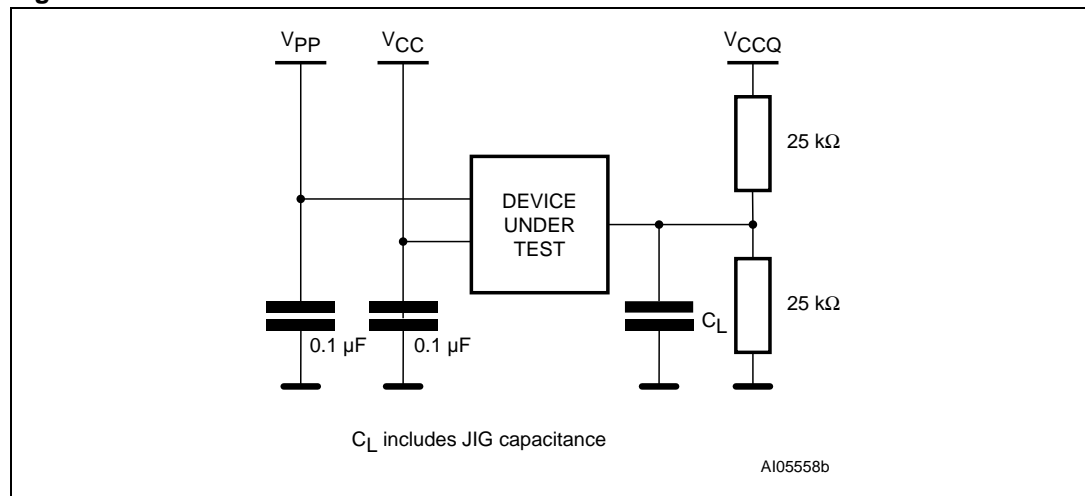 VPP
VCC
VCCQ
25 kΩ
DEVICE
UNDER
TEST
25 kΩ
CL
0.1 µF
0.1 µF
CL includes JIG capacitance
AI05558b